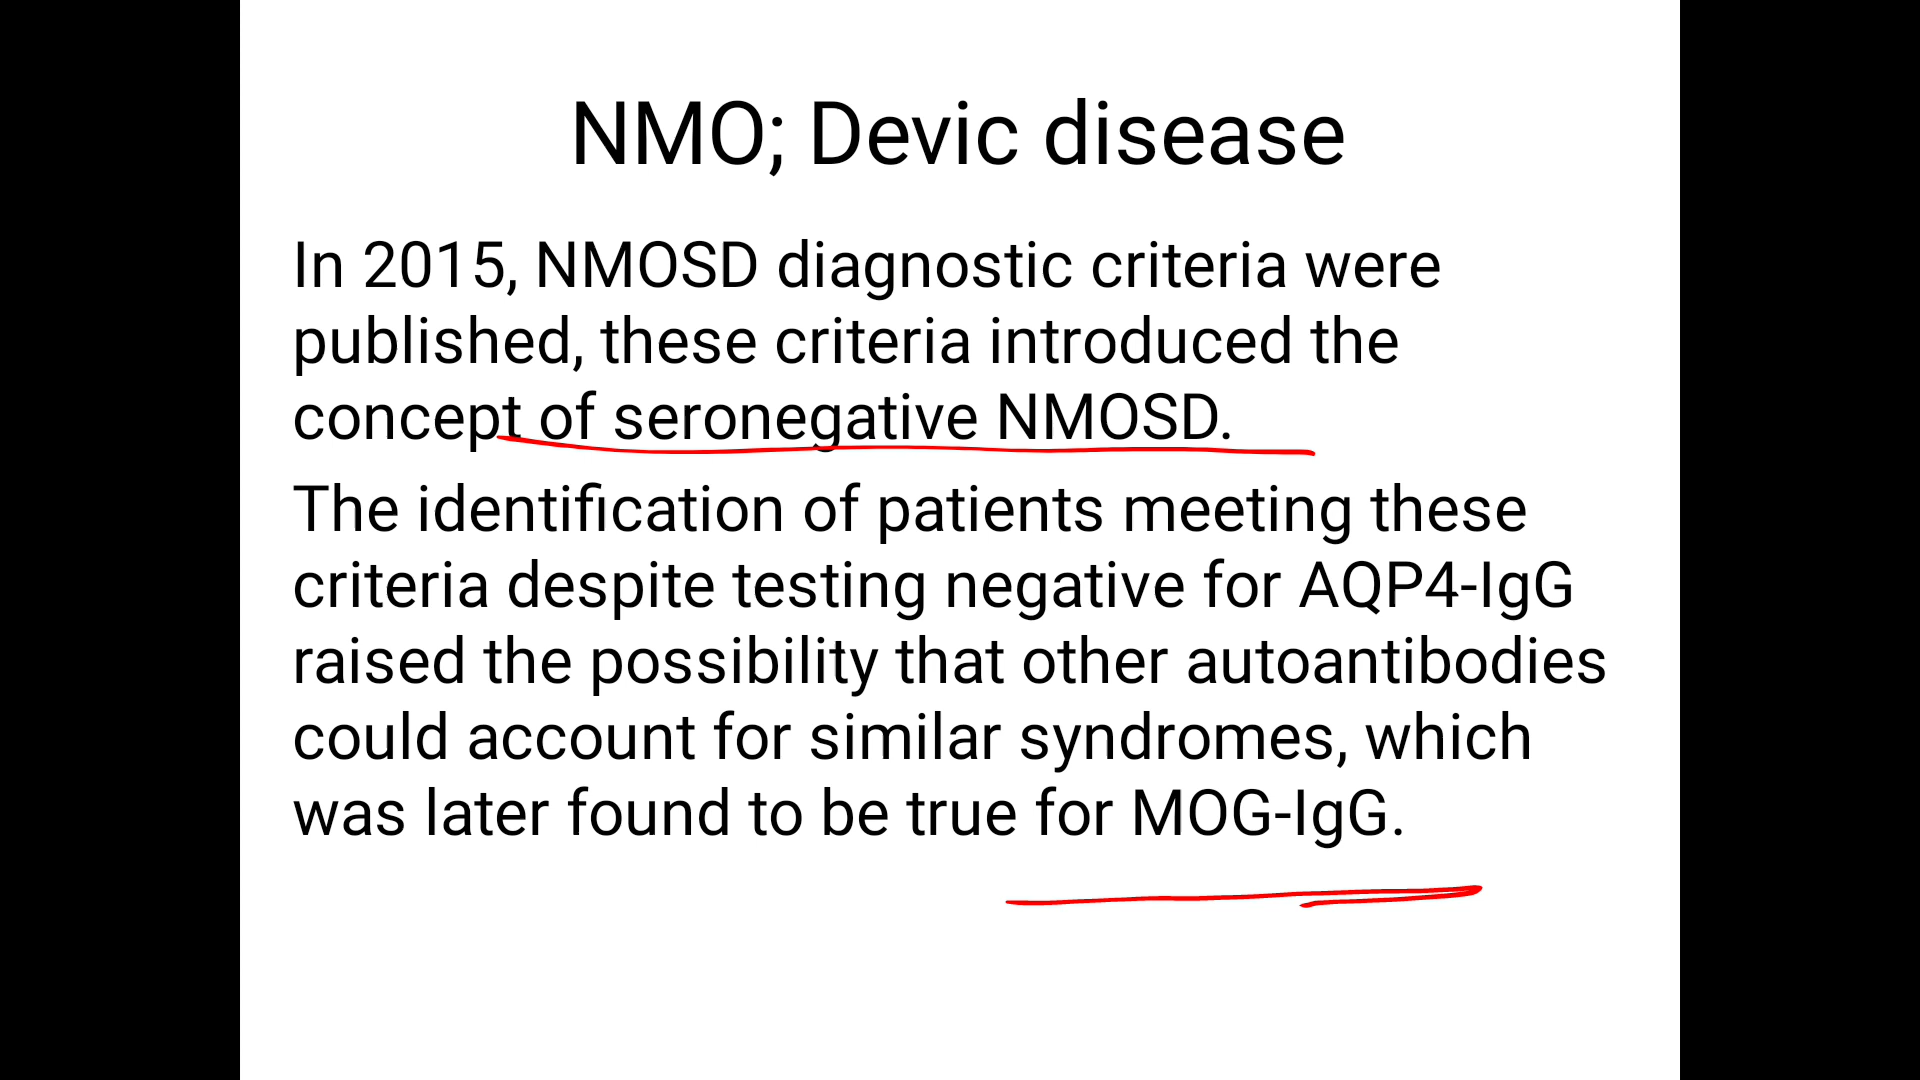 NMO; Devic disease
In 2015, NMOSD diagnostic criteria were
published, these criteria introduced the
concept of seronegative NMOSD.
The identification of patients meeting these
criteria despite testing negative for AQP4-IgG
raised the possibility that other autoantibodies
could account for similar syndromes, which
was later found to be true for MOG-IgG.